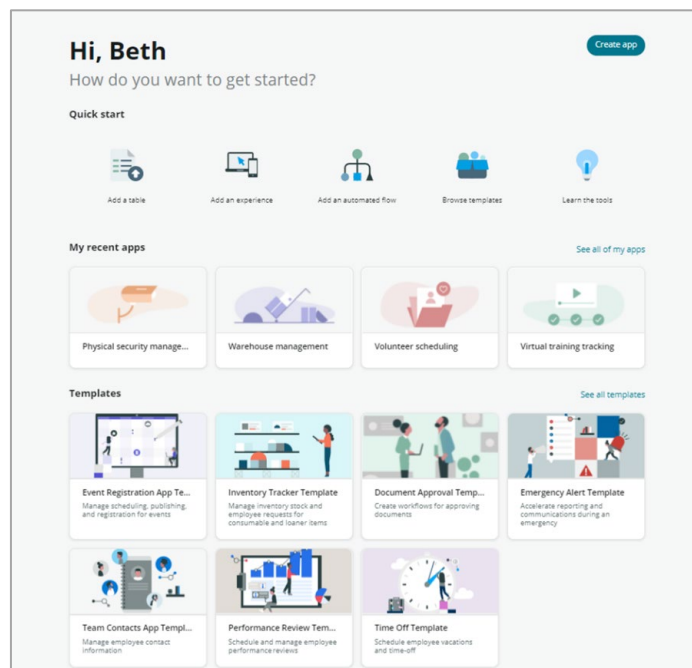 Hi, Beth
Create app
How do you want to get started?
Quick start
Add a table
Add an experience
Add an automated flow
Browse templates
Learn the tools
My recent apps
See all of my apps
Physical security manage...
Warehouse management
Volunteer scheduling
Virtual training tracking
Templates
See all templates
Event Registration App Te...
Manage scheduling, publishing,
and registration for events
Inventory Tracker Template
Manage inventory stock and
employee requests for
consumable and loaner items
Document Approval Temp...
Create workflows for approving
documents
Emergency Alert Template
Accelerate reporting and
communications during an
emergency
Team Contacts App Templ...
Manage employee contact
information
Performance Review Tem...
Schedule and manage employee
performance reviews
Time Off Template
Schedule employee vacations
and time-off